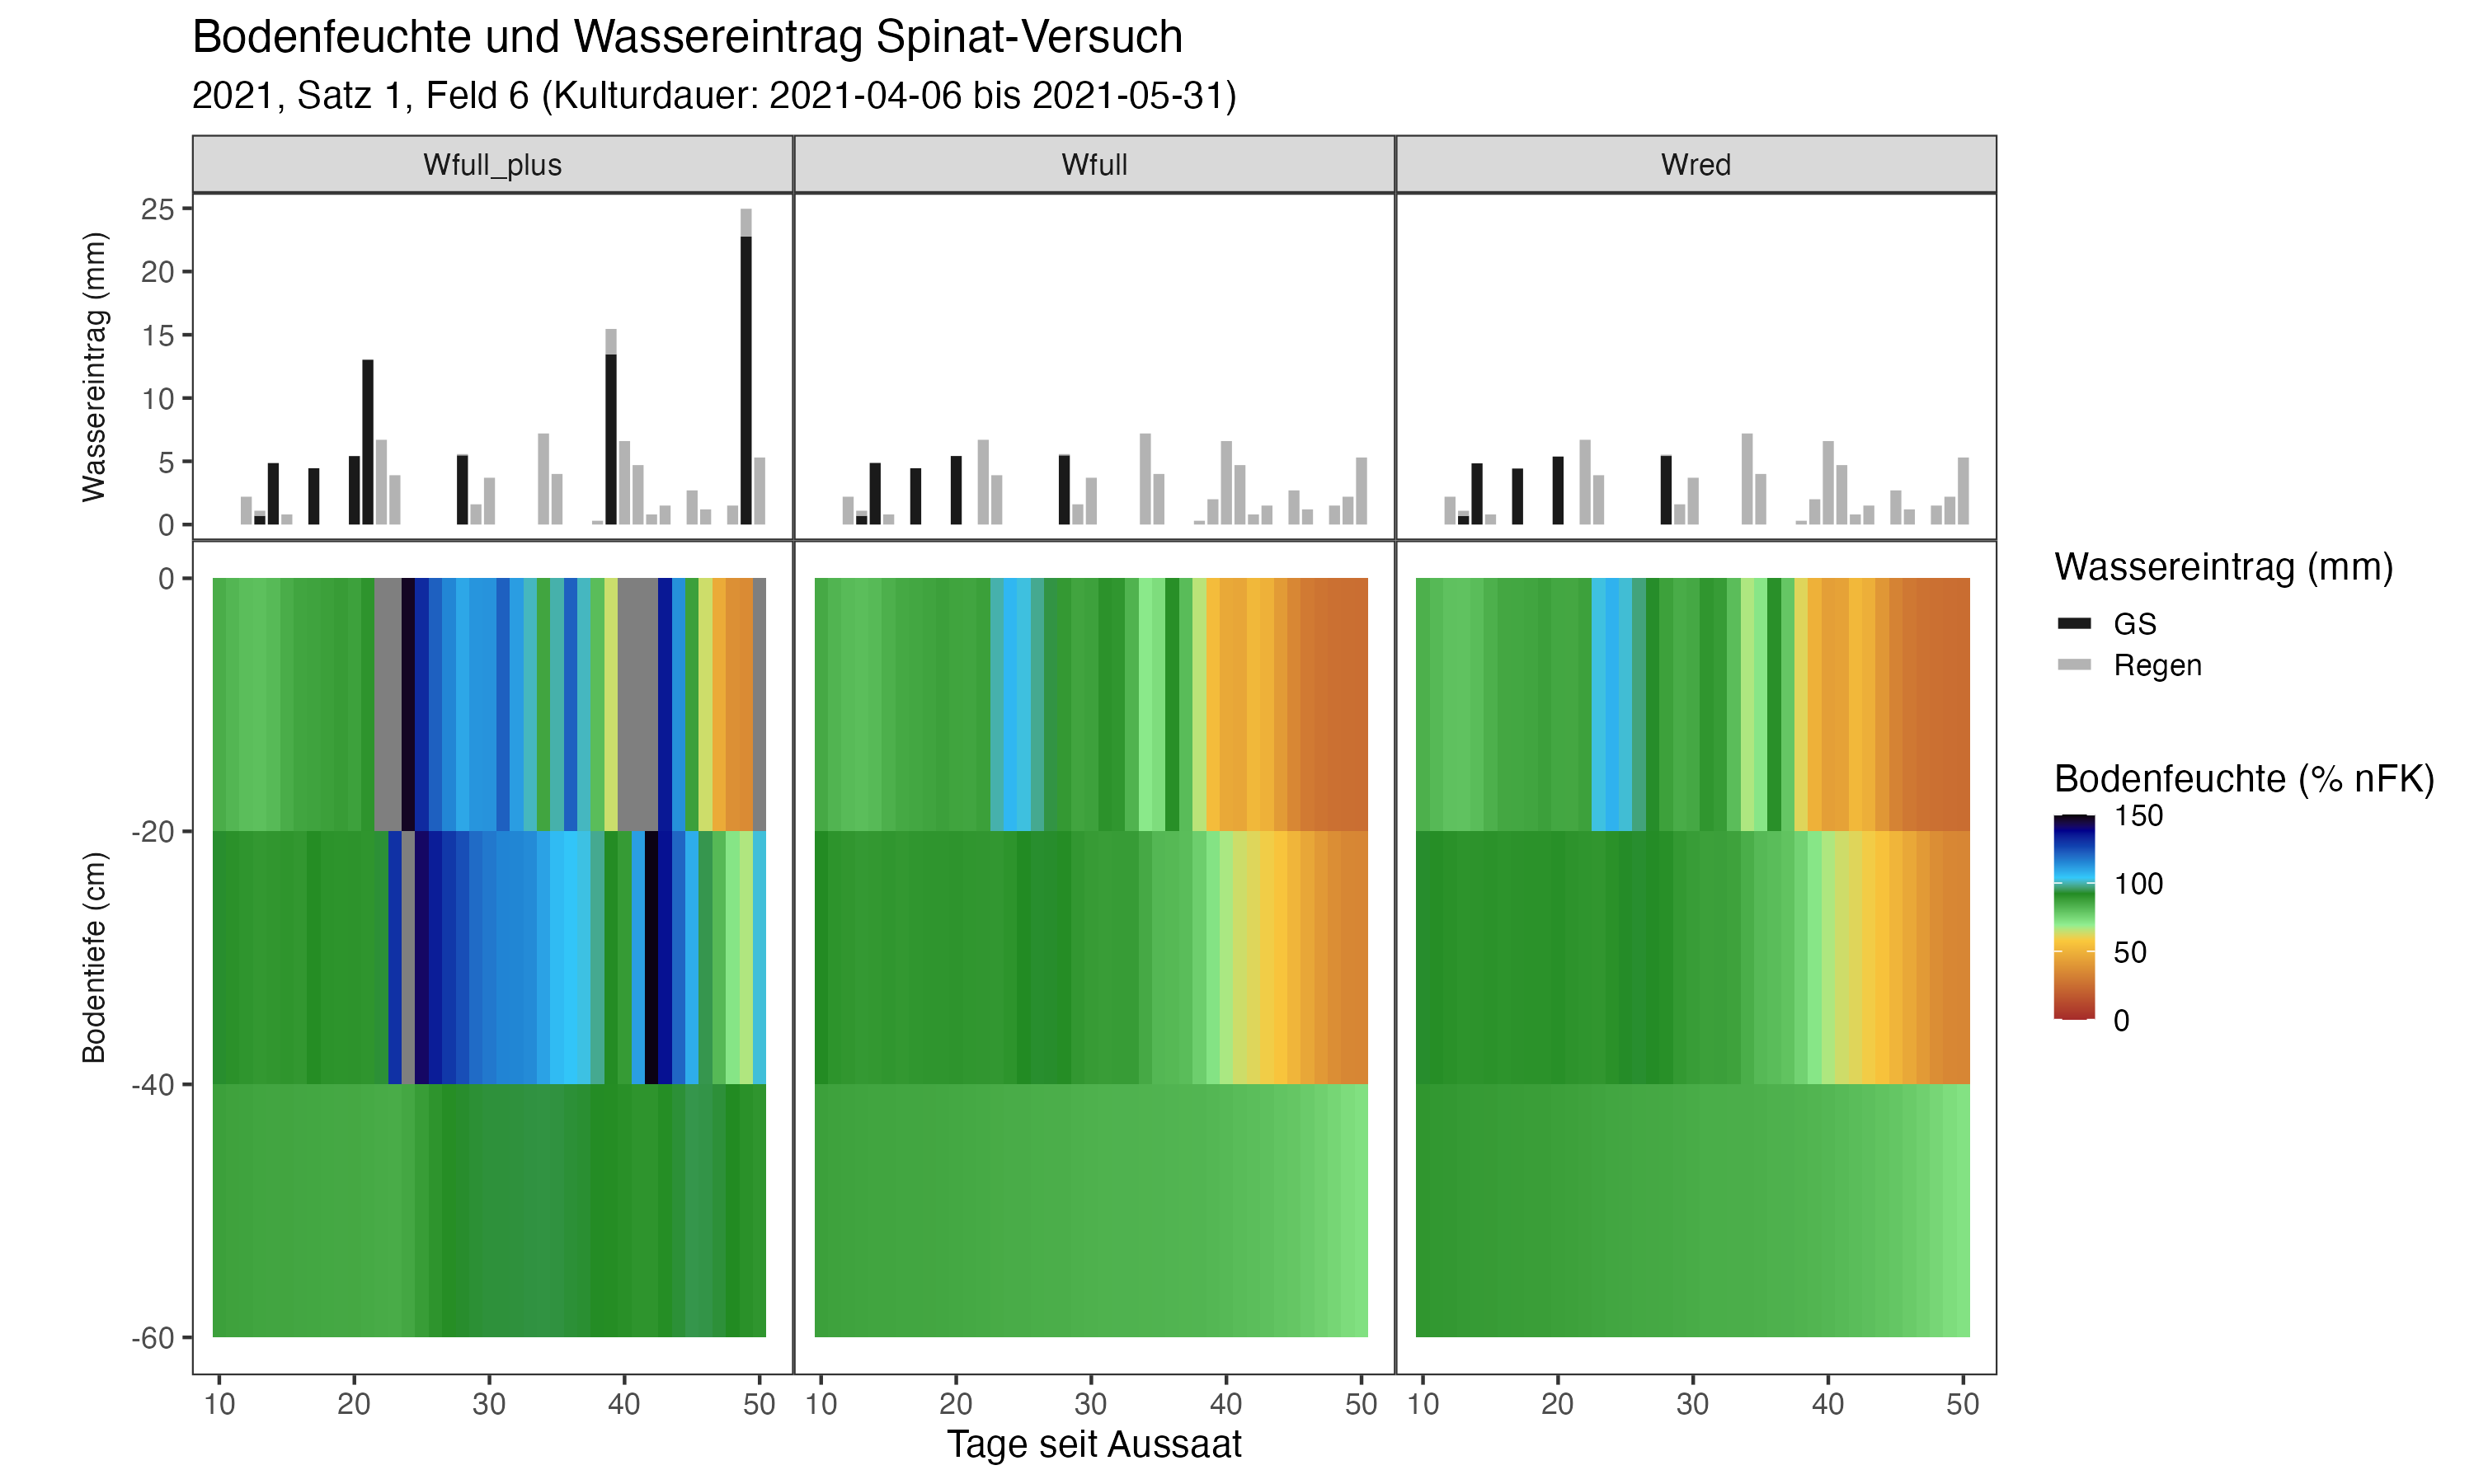 Bodenfeuchte und Wassereintrag Spinat-Versuch
2021, Satz 1, Feld 6 (Kulturdauer: 2021-04-06 bis 2021-05-31)
Wfull_plus
Wfull
Wred
Wassereintrag (mm)
25
20
15
10
5
0
Bodentiefe (cm)
0
-20
-40
-60
10 20 30 40 50
10 20 30 40 50
10 20 30 40 50
Tage seit Aussaat
Wassereintrag (mm)
GS
Regen
Bodenfeuchte (% nFK)
150
100
50
0